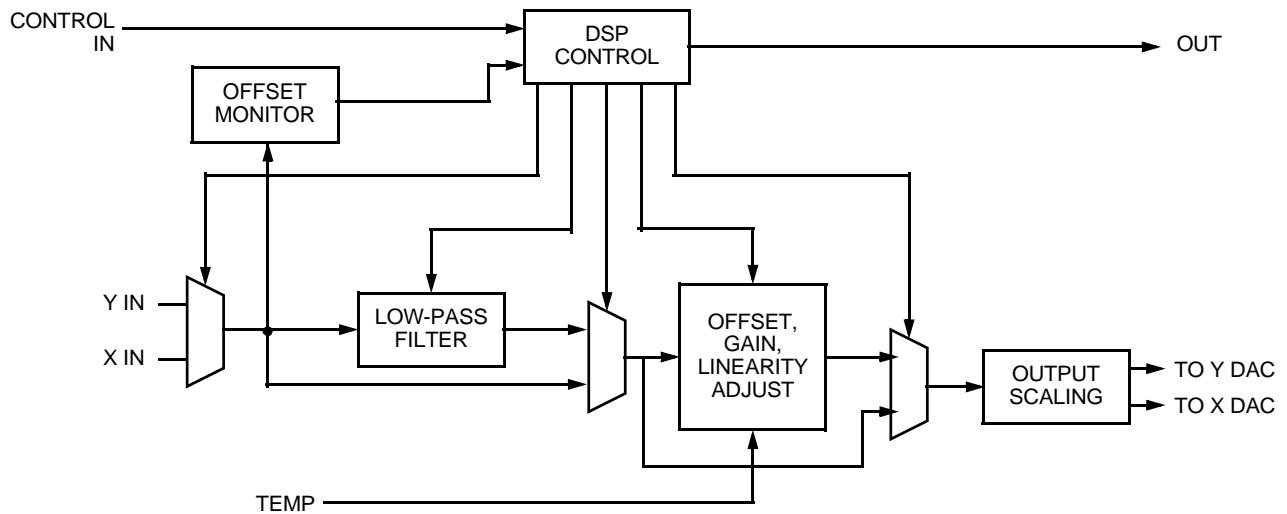 CONTROL
IN
DSP
CONTROL
OUT
OFFSET
MONITOR
Y IN
X IN
LOW-PASS
FILTER
OFFSET,
GAIN,
LINEARITY
ADJUST
OUTPUT
SCALING
TO Y DAC
TO X DAC
TEMP